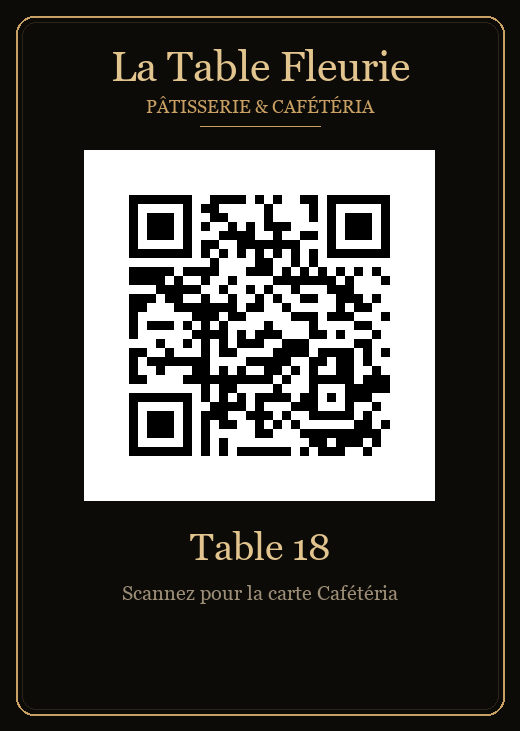 La Table Fleurie
PÂTISSERIE & CAFÉTÉRIA
Table 18
Scannez pour la carte Cafétéria